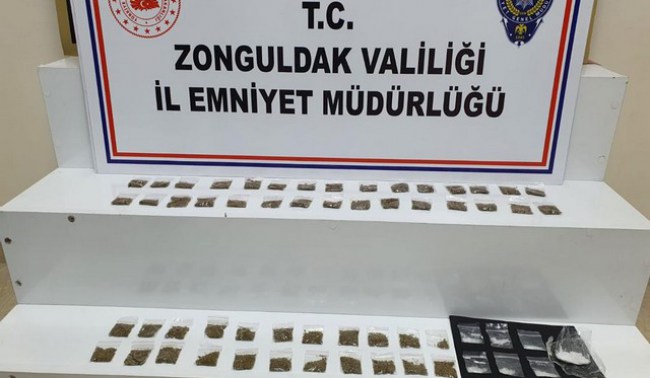 T.C.
ZONGULDAK VALİLİĞİ
İL EMNİYET MÜDÜRLÜĞÜ